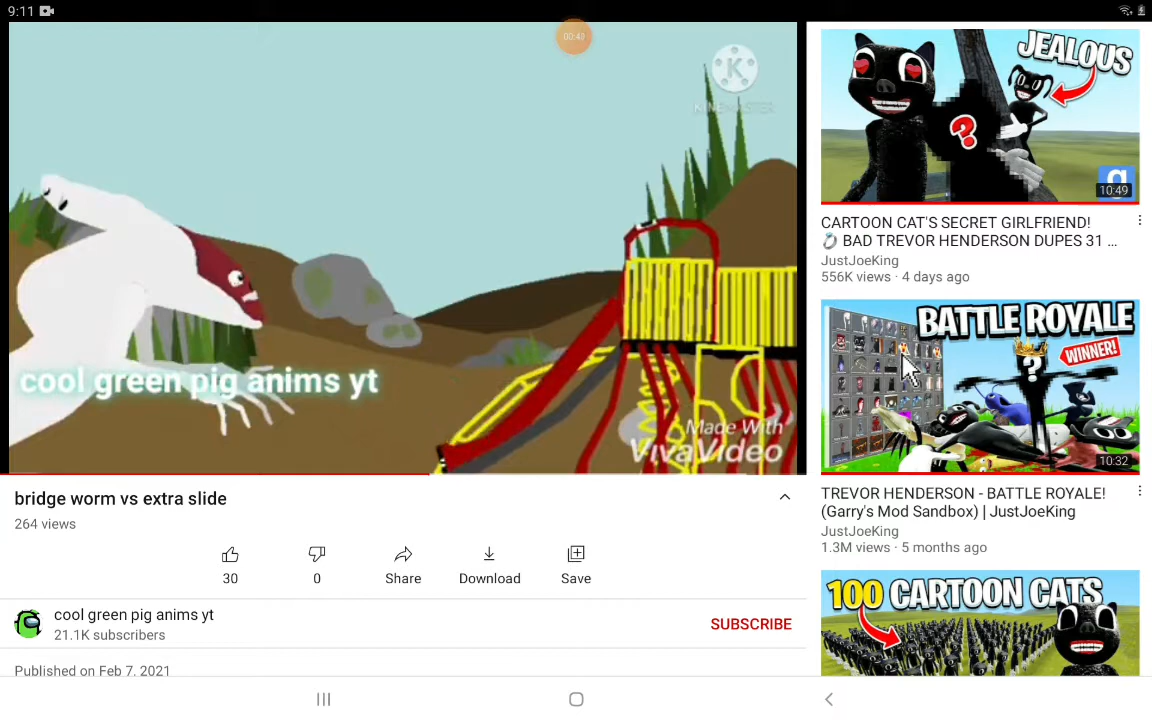 9:11
00:43
K
KINEMASTER
cool green pig anims yt
Made With
VivaVideo
bridge worm vs extra slide
264 views
30
0
Share
Download
Save
cool green pig anims yt
21.1K subscribers
SUBSCRIBE
Published on Feb 7, 2021
JEALOUS
?
10:49
CARTOON CAT'S SECRET GIRLFRIEND!
💍 BAD TREVOR HENDERSON DUPES 31 ...
JustJoeKing
556K views · 4 days ago
BATTLE ROYALE
WINNER!
?
10:32
TREVOR HENDERSON - BATTLE ROYALE!
(Garry's Mod Sandbox) | JustJoeKing
JustJoeKing
1.3M views · 5 months ago
100 CARTOON CATS